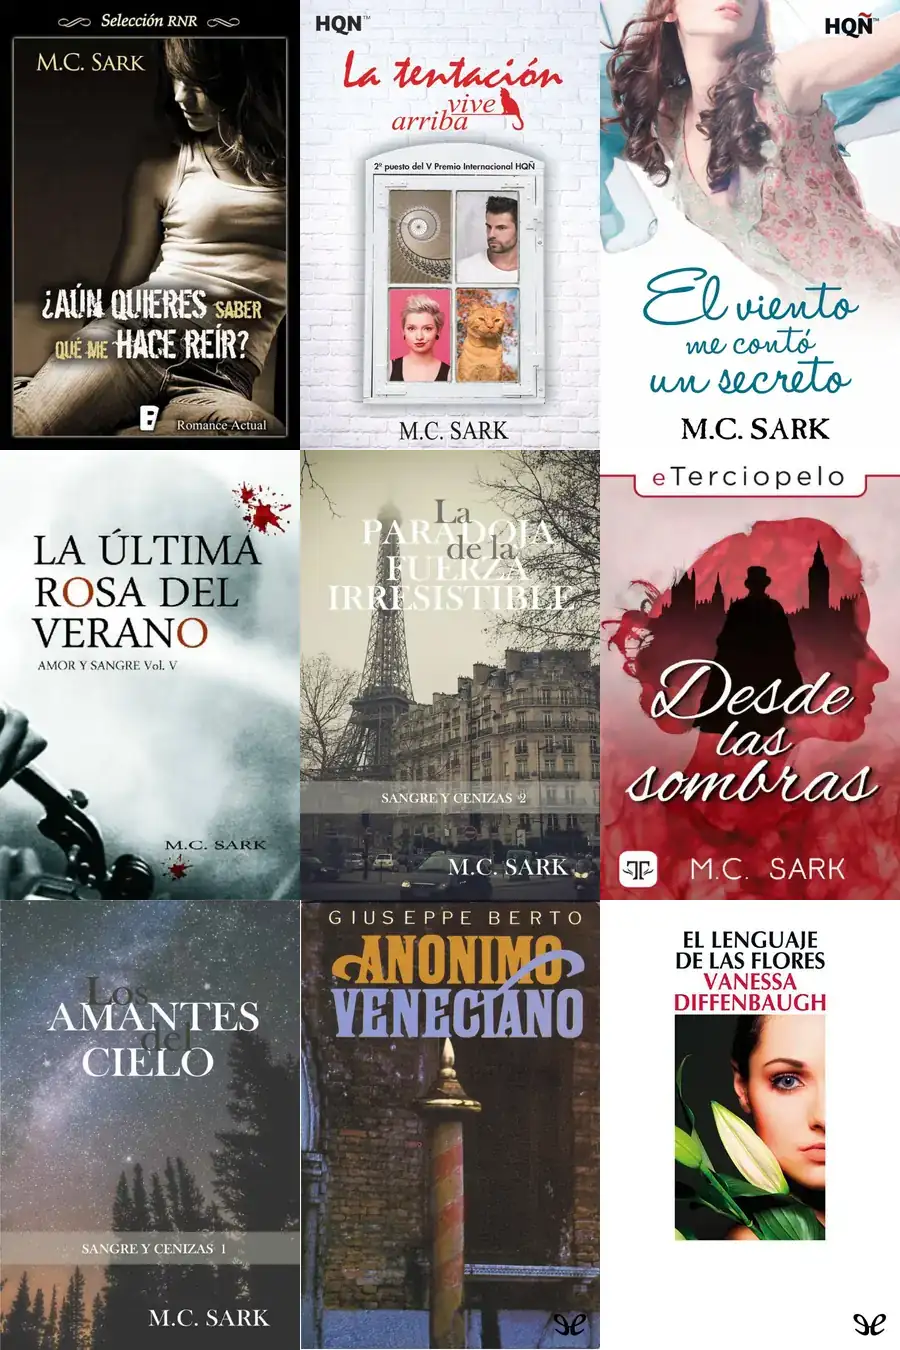 Selección RNR
M.C. SARK
¿AÚN QUIERES SABER
QUÉ ME HACE REÍR?
B
Romance Actual
HQN™
La tentación
vive
arriba
2º puesto del V Premio Internacional HQÑ
M.C. SARK
HQÑ™
El viento
me contó
un secreto
M.C. SARK
LA ÚLTIMA
ROSA DEL
VERANO
AMOR Y SANGRE Vol. V
M.C. SARK
La
PARADOJA
de la
FUERZA
IRRESISTIBLE
SANGRE Y CENIZAS 2
M.C. SARK
eTerciopelo
Desde
las
sombras
M.C. SARK
Los
AMANTES
del
CIELO
SANGRE Y CENIZAS 1
M.C. SARK
GIUSEPPE BERTO
ANONIMO
VENECIANO
EL LENGUAJE
DE LAS FLORES
VANESSA
DIFFENBAUGH